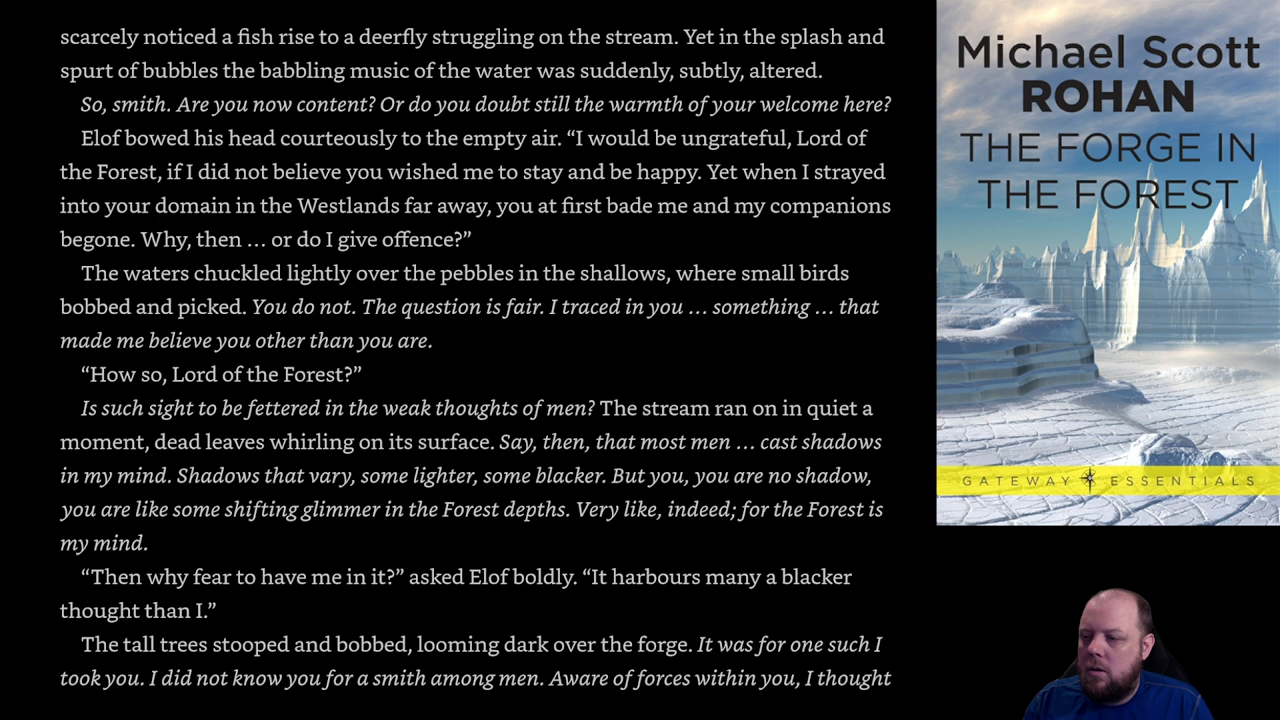 scarcely noticed a fish rise to a deerfly struggling on the stream. Yet in the splash and
spurt of bubbles the babbling music of the water was suddenly, subtly, altered.
So, smith. Are you now content? Or do you doubt still the warmth of your welcome here?
Elof bowed his head courteously to the empty air. “I would be ungrateful, Lord of
the Forest, if I did not believe you wished me to stay and be happy. Yet when I strayed
into your domain in the Westlands far away, you at first bade me and my companions
begone. Why, then … or do I give offence?”
The waters chuckled lightly over the pebbles in the shallows, where small birds
bobbed and picked. You do not. The question is fair. I traced in you … something … that
made me believe you other than you are.
“How so, Lord of the Forest?”
Is such sight to be fettered in the weak thoughts of men? The stream ran on in quiet a
moment, dead leaves whirling on its surface. Say, then, that most men … cast shadows
in my mind. Shadows that vary, some lighter, some blacker. But you, you are no shadow,
you are like some shifting glimmer in the Forest depths. Very like, indeed; for the Forest is
my mind.
“Then why fear to have me in it?” asked Elof boldly. “It harbours many a blacker
thought than I.”
The tall trees stooped and bobbed, looming dark over the forge. It was for one such I
took you. I did not know you for a smith among men. Aware of forces within you, I thought
Michael Scott
ROHAN
THE FORGE IN
THE FOREST
GATEWAY ESSENTIALS